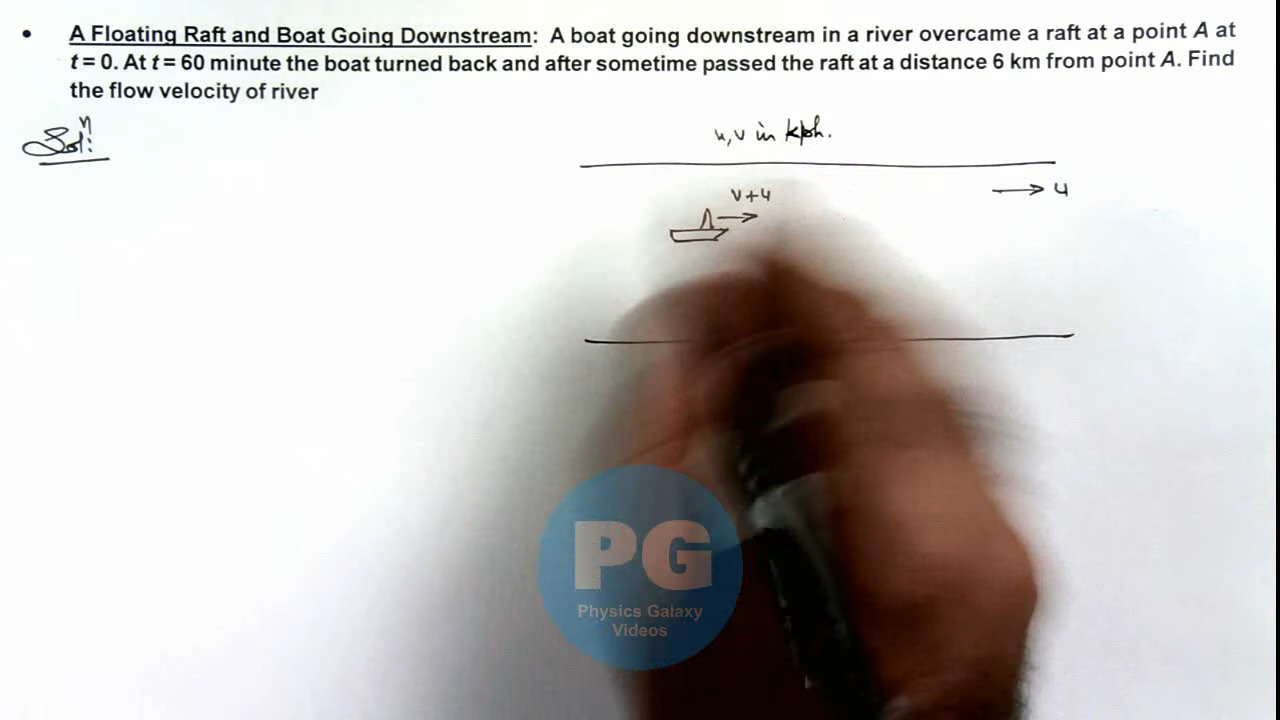 • A Floating Raft and Boat Going Downstream: A boat going downstream in a river overcame a raft at a point A at
t = 0. At t = 60 minute the boat turned back and after sometime passed the raft at a distance 6 km from point A. Find
the flow velocity of river
Solⁿ:
u, v in kph.
v+u
u
PG
Physics Galaxy
Videos